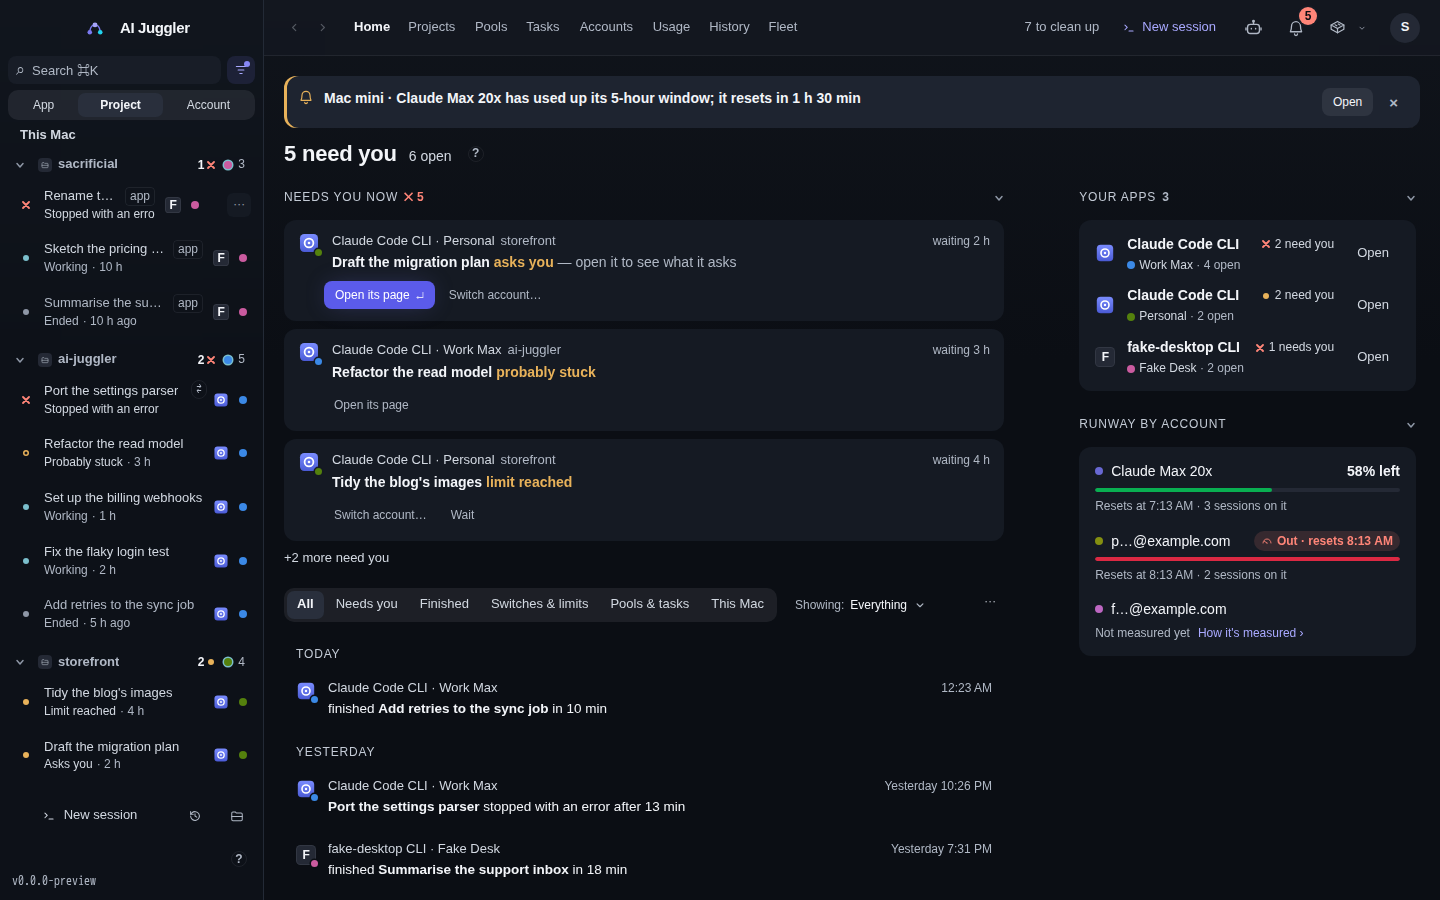 AI Juggler
Home Projects Pools Tasks Accounts Usage History Fleet
7 to clean up
New session
5
S
Search ⌘K
App Project Account
This Mac
sacrificial 1 3
Rename t… app F
Stopped with an erro
Sketch the pricing … app F
Working · 10 h
Summarise the su… app F
Ended · 10 h ago
ai-juggler 2 5
Port the settings parser
Stopped with an error
Refactor the read model
Probably stuck · 3 h
Set up the billing webhooks
Working · 1 h
Fix the flaky login test
Working · 2 h
Add retries to the sync job
Ended · 5 h ago
storefront 2 4
Tidy the blog's images
Limit reached · 4 h
Draft the migration plan
Asks you · 2 h
New session
?
v0.0.0-preview
Mac mini · Claude Max 20x has used up its 5-hour window; it resets in 1 h 30 min
Open ×
5 need you 6 open ?
NEEDS YOU NOW 5
Claude Code CLI · Personal storefront waiting 2 h
Draft the migration plan asks you — open it to see what it asks
Open its page Switch account…
Claude Code CLI · Work Max ai-juggler waiting 3 h
Refactor the read model probably stuck
Open its page
Claude Code CLI · Personal storefront waiting 4 h
Tidy the blog's images limit reached
Switch account… Wait
+2 more need you
All Needs you Finished Switches & limits Pools & tasks This Mac
Showing: Everything
TODAY
Claude Code CLI · Work Max 12:23 AM
finished Add retries to the sync job in 10 min
YESTERDAY
Claude Code CLI · Work Max Yesterday 10:26 PM
Port the settings parser stopped with an error after 13 min
F fake-desktop CLI · Fake Desk Yesterday 7:31 PM
finished Summarise the support inbox in 18 min
YOUR APPS 3
Claude Code CLI 2 need you
Work Max · 4 open
Open
Claude Code CLI 2 need you
Personal · 2 open
Open
F fake-desktop CLI 1 needs you
Fake Desk · 2 open
Open
RUNWAY BY ACCOUNT
Claude Max 20x 58% left
Resets at 7:13 AM · 3 sessions on it
p…@example.com Out · resets 8:13 AM
Resets at 8:13 AM · 2 sessions on it
f…@example.com
Not measured yet How it's measured ›